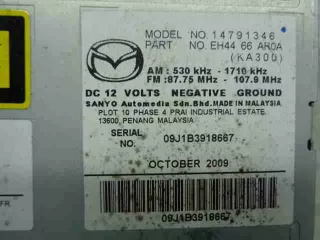 MODEL NO. 14791346
PART NO. EH44 66 AR0A
(KA300)
AM : 530 kHz - 1710 kHz
FM : 87.75 MHz - 107.9 MHz
DC 12 VOLTS NEGATIVE GROUND
SANYO Automedia Sdn.Bhd. MADE IN MALAYSIA
PLOT 10 PHASE 4 PRAI INDUSTRIAL ESTATE,
13600, PENANG MALAYSIA
SERIAL NO. 09J1B3918667
OCTOBER 2009
09J1B3918667